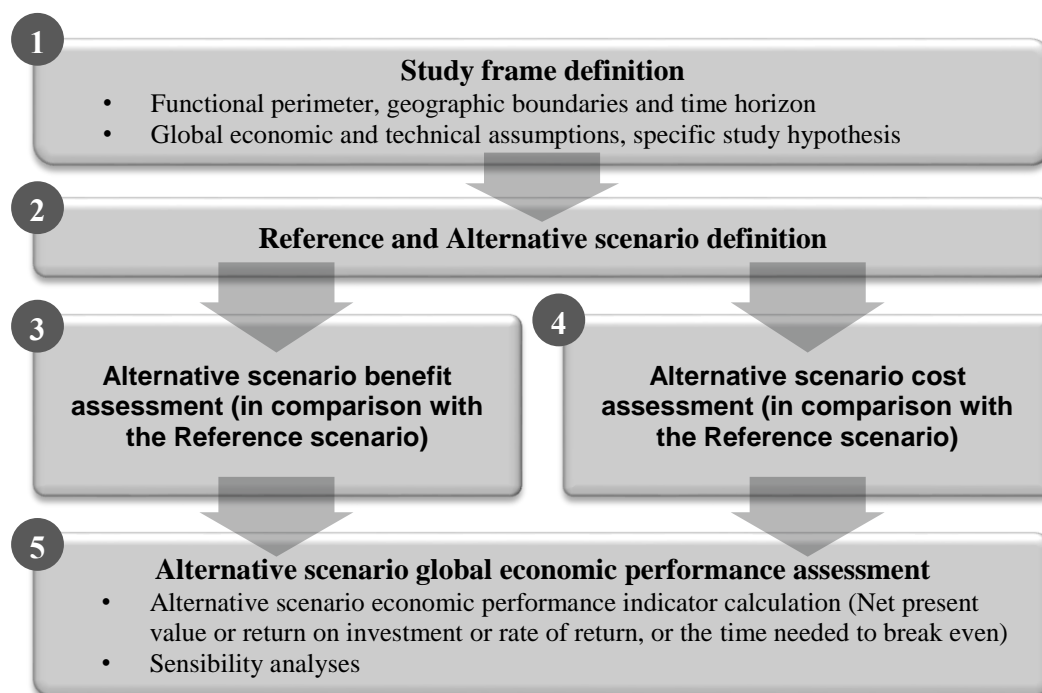 1
Study frame definition
• Functional perimeter, geographic boundaries and time horizon
• Global economic and technical assumptions, specific study hypothesis
2
Reference and Alternative scenario definition
3
Alternative scenario benefit
assessment (in comparison with
the Reference scenario)
4
Alternative scenario cost
assessment (in comparison with
the Reference scenario)
5
Alternative scenario global economic performance assessment
• Alternative scenario economic performance indicator calculation (Net present
value or return on investment or rate of return, or the time needed to break even)
• Sensibility analyses